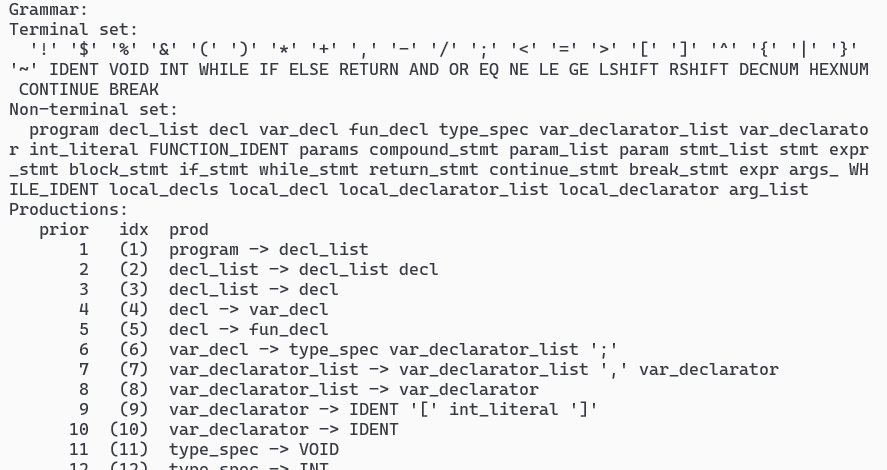 Grammar:
Terminal set:
'!' '$' '%' '&' '(' ')' '*' '+' ',' '-' '/' ';' '<' '=' '>' '[' ']' '^' '{' '|' '}'
'~' IDENT VOID INT WHILE IF ELSE RETURN AND OR EQ NE LE GE LSHIFT RSHIFT DECNUM HEXNUM
CONTINUE BREAK
Non-terminal set:
program decl_list decl var_decl fun_decl type_spec var_declarator_list var_declarato
r int_literal FUNCTION_IDENT params compound_stmt param_list param stmt_list stmt expr
_stmt block_stmt if_stmt while_stmt return_stmt continue_stmt break_stmt expr args_ WH
ILE_IDENT local_decls local_decl local_declarator_list local_declarator arg_list
Productions:
prior idx prod
1 (1) program -> decl_list
2 (2) decl_list -> decl_list decl
3 (3) decl_list -> decl
4 (4) decl -> var_decl
5 (5) decl -> fun_decl
6 (6) var_decl -> type_spec var_declarator_list ';'
7 (7) var_declarator_list -> var_declarator_list ',' var_declarator
8 (8) var_declarator_list -> var_declarator
9 (9) var_declarator -> IDENT '[' int_literal ']'
10 (10) var_declarator -> IDENT
11 (11) type_spec -> VOID
12 (12) type_spec -> INT